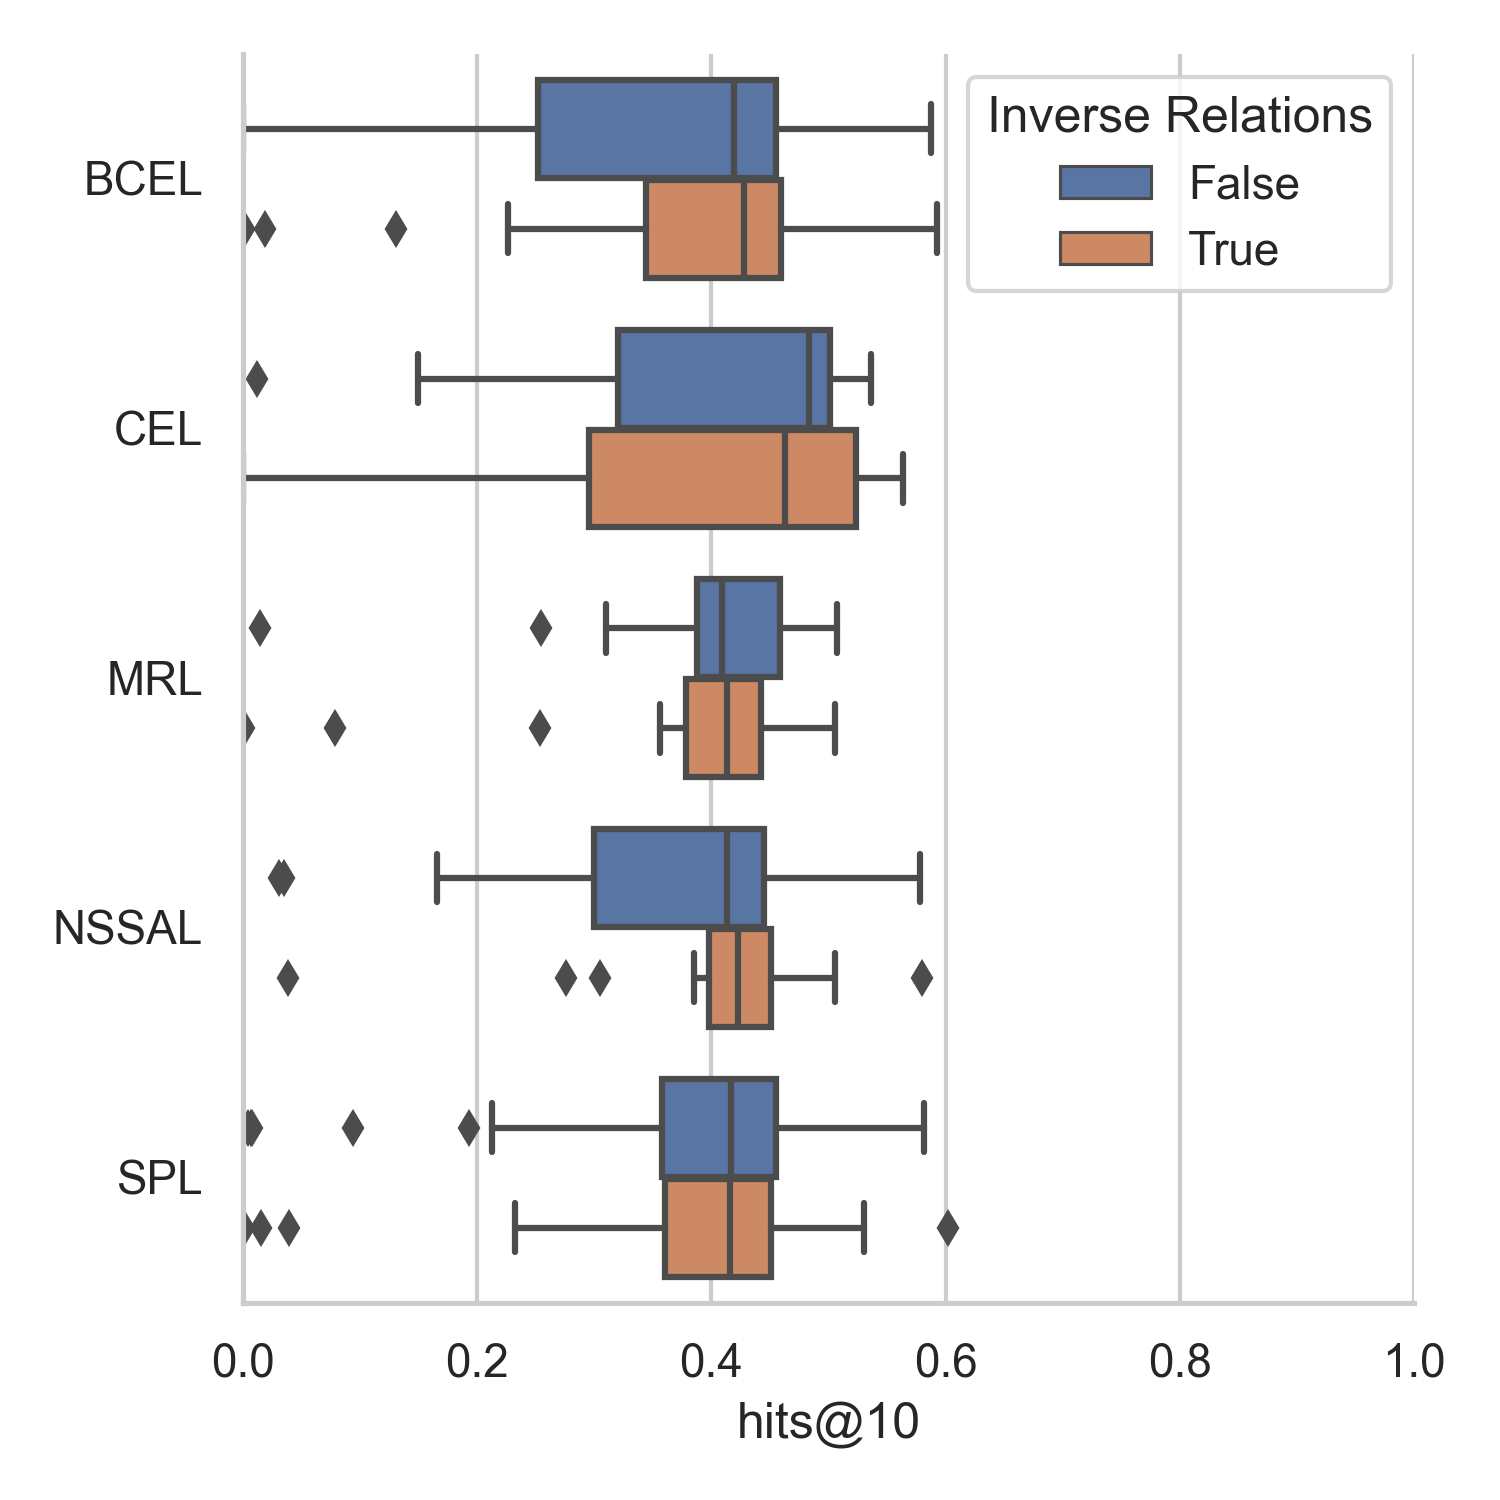 Inverse Relations
False
True
BCEL
CEL
MRL
NSSAL
SPL
0.0 0.2 0.4 0.6 0.8 1.0
hits@10